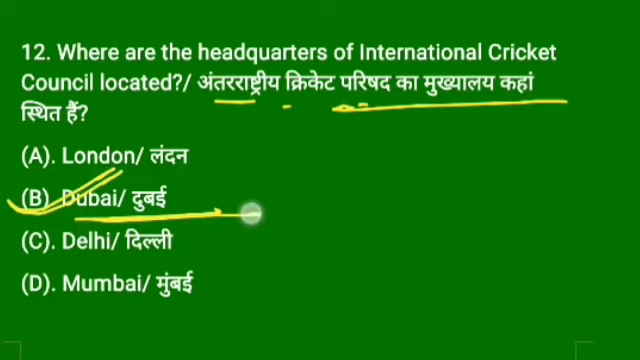 12. Where are the headquarters of International Cricket
Council located?/ अंतरराष्ट्रीय क्रिकेट परिषद का मुख्यालय कहां
स्थित हैं?
(A). London/ लंदन
(B). Dubai/ दुबई
(C). Delhi/ दिल्ली
(D). Mumbai/ मुंबई